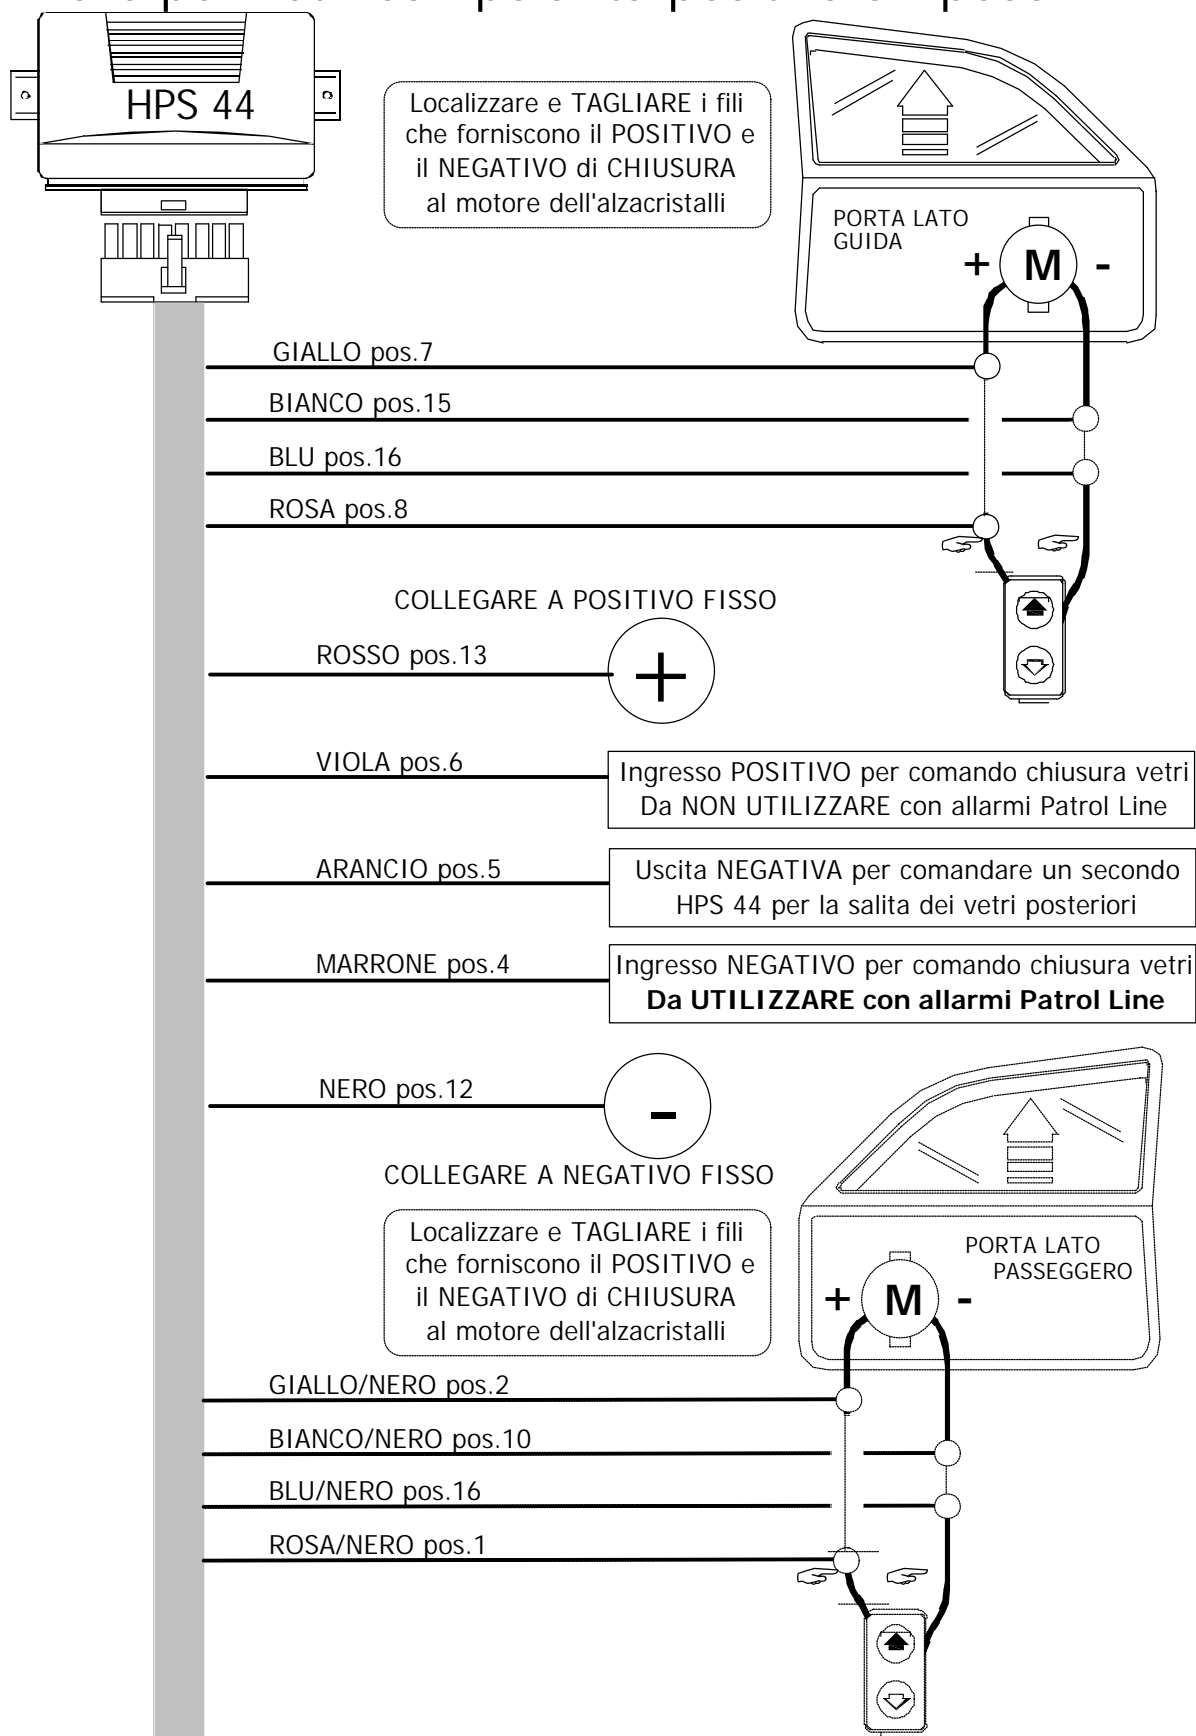 HPS 44
Localizzare e TAGLIARE i fili
che forniscono il POSITIVO e
il NEGATIVO di CHIUSURA
al motore dell'alzacristalli
PORTA LATO
GUIDA
+ M -
GIALLO pos.7
BIANCO pos.15
BLU pos.16
ROSA pos.8
COLLEGARE A POSITIVO FISSO
ROSSO pos.13
+
VIOLA pos.6
Ingresso POSITIVO per comando chiusura vetri
Da NON UTILIZZARE con allarmi Patrol Line
ARANCIO pos.5
Uscita NEGATIVA per comandare un secondo
HPS 44 per la salita dei vetri posteriori
MARRONE pos.4
Ingresso NEGATIVO per comando chiusura vetri
Da UTILIZZARE con allarmi Patrol Line
NERO pos.12
-
COLLEGARE A NEGATIVO FISSO
Localizzare e TAGLIARE i fili
che forniscono il POSITIVO e
il NEGATIVO di CHIUSURA
al motore dell'alzacristalli
PORTA LATO
PASSEGGERO
+ M -
GIALLO/NERO pos.2
BIANCO/NERO pos.10
BLU/NERO pos.16
ROSA/NERO pos.1